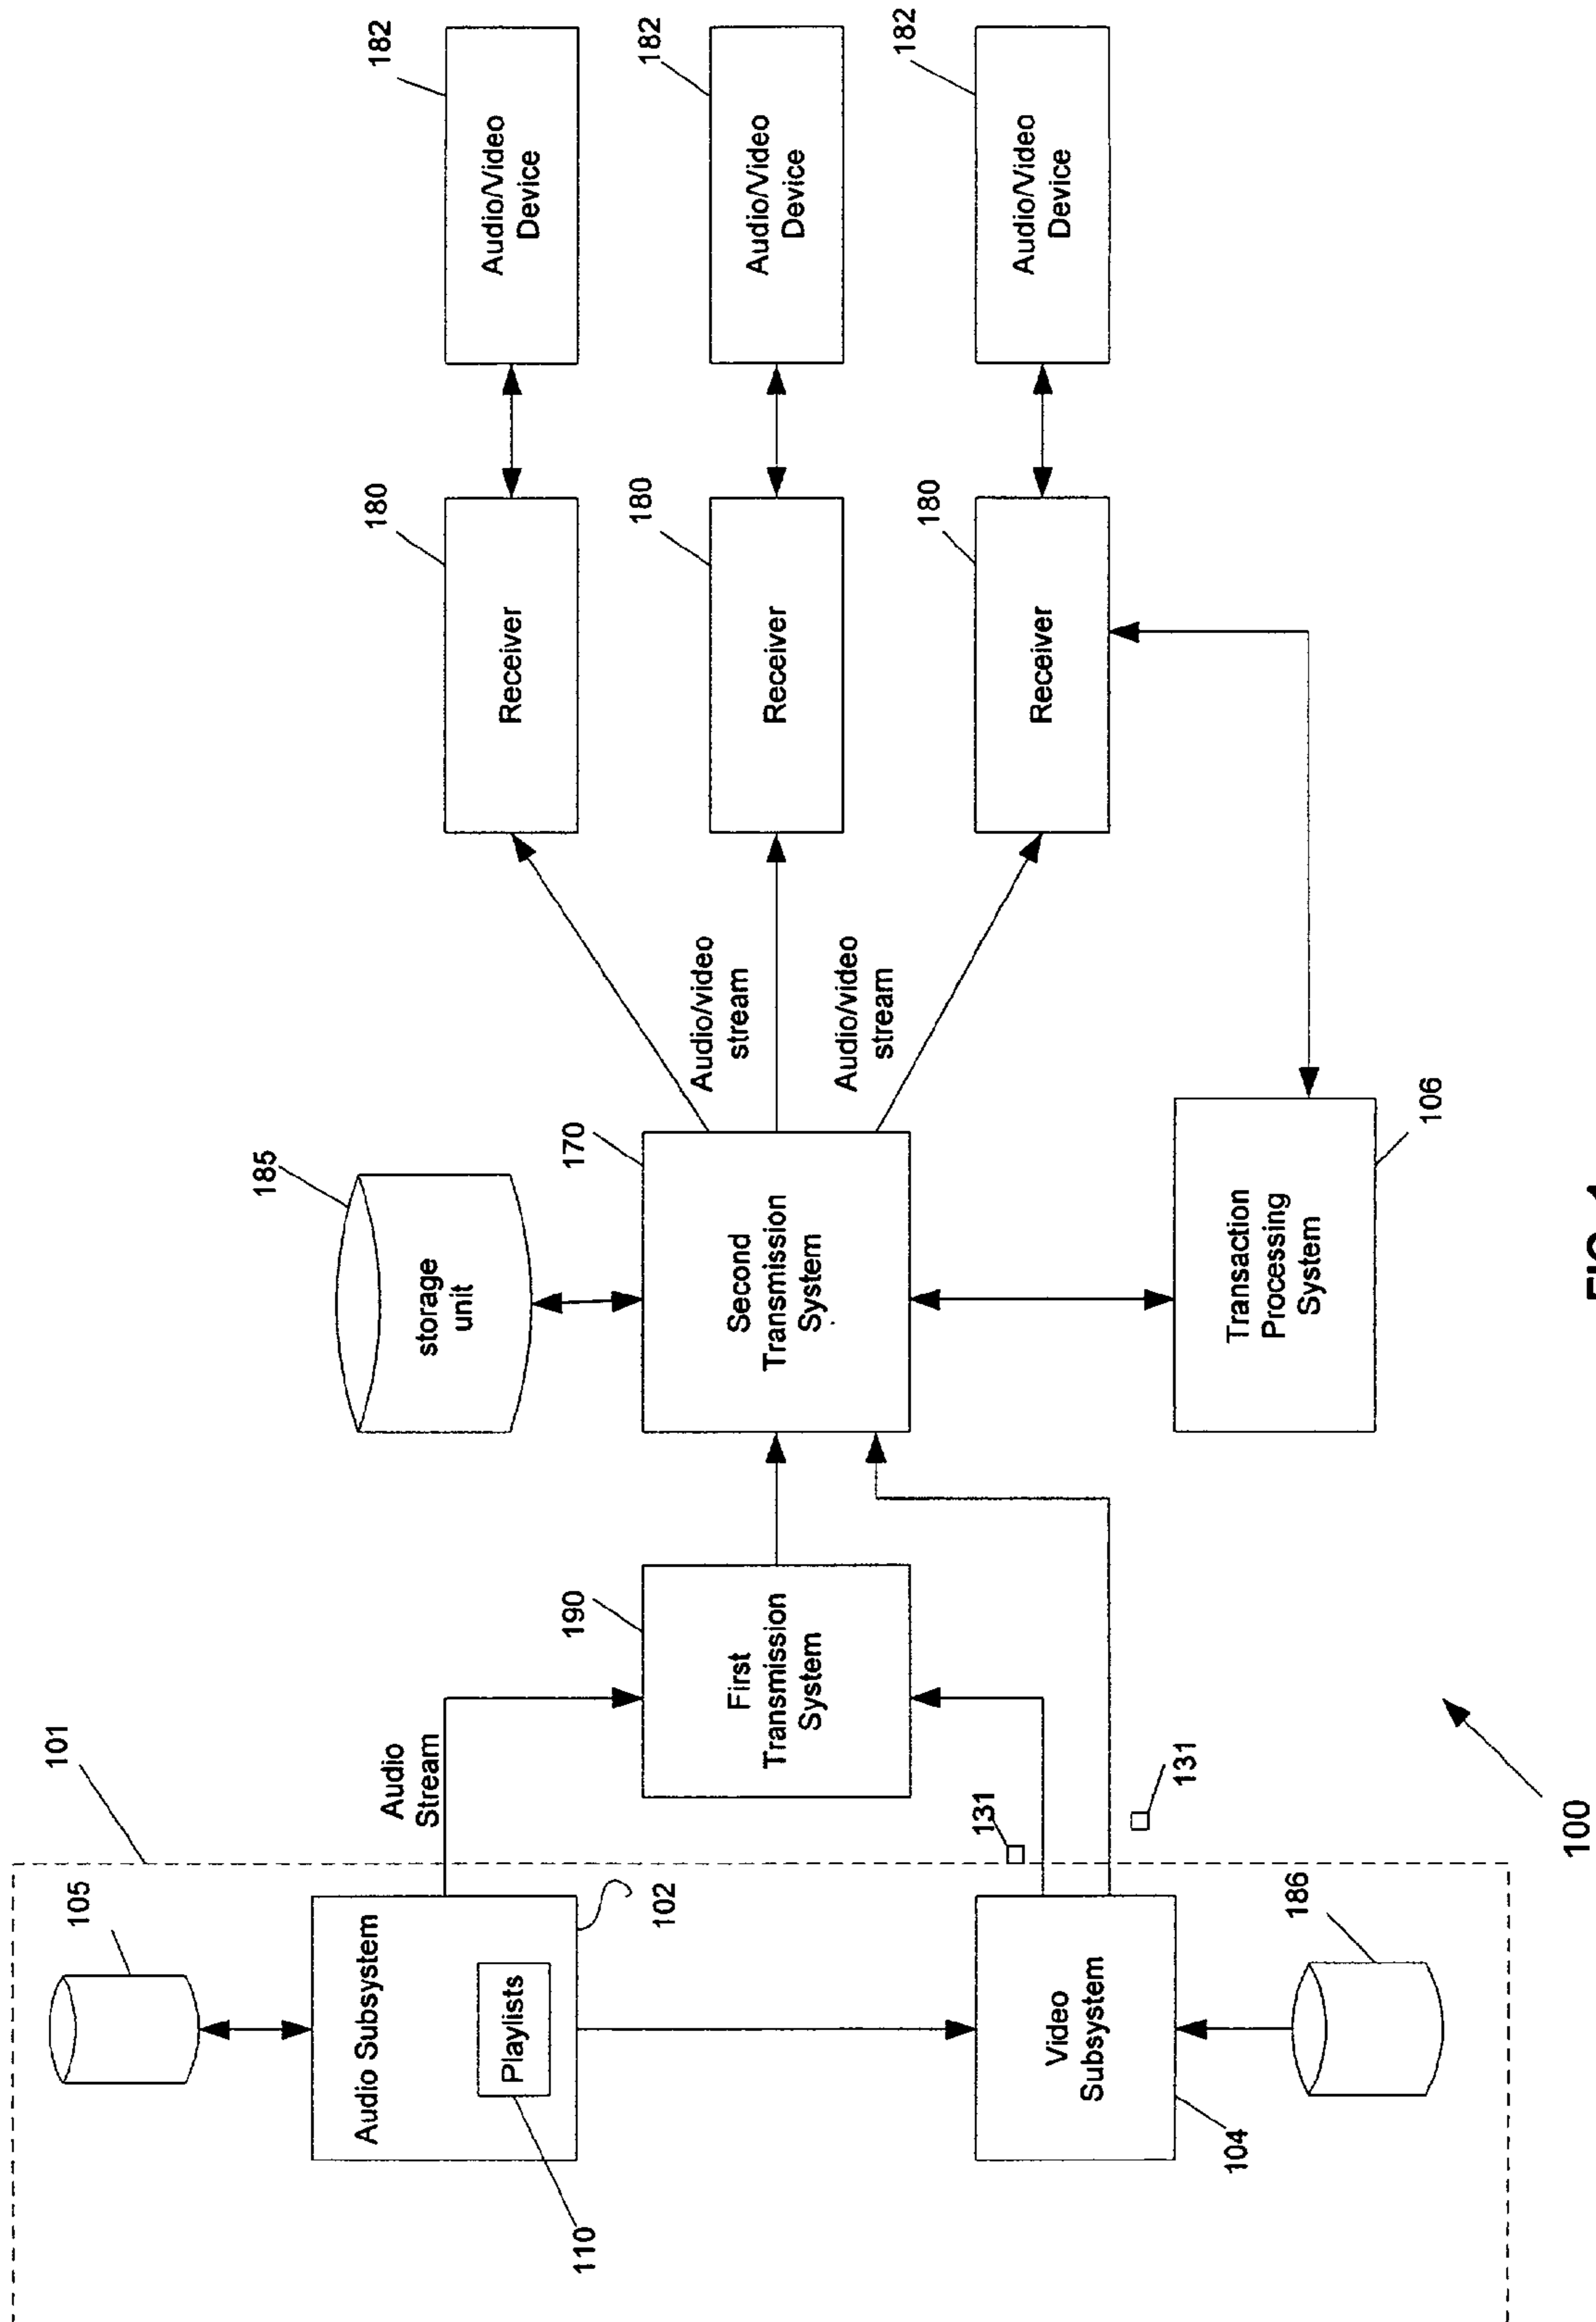 101
105
185
182
Audio Subsystem
Audio
Stream
storage
unit
180
Receiver
Audio/Video
Device
Playlists
110
102
190
170
182
180
First
Transmission
System
Second
Transmission
System
Audio/video
stream
Receiver
Audio/Video
Device
Audio/video
stream
182
180
131
Video
Subsystem
Receiver
Audio/Video
Device
131
104
186
Transaction
Processing
System
106
100
FIG. 1